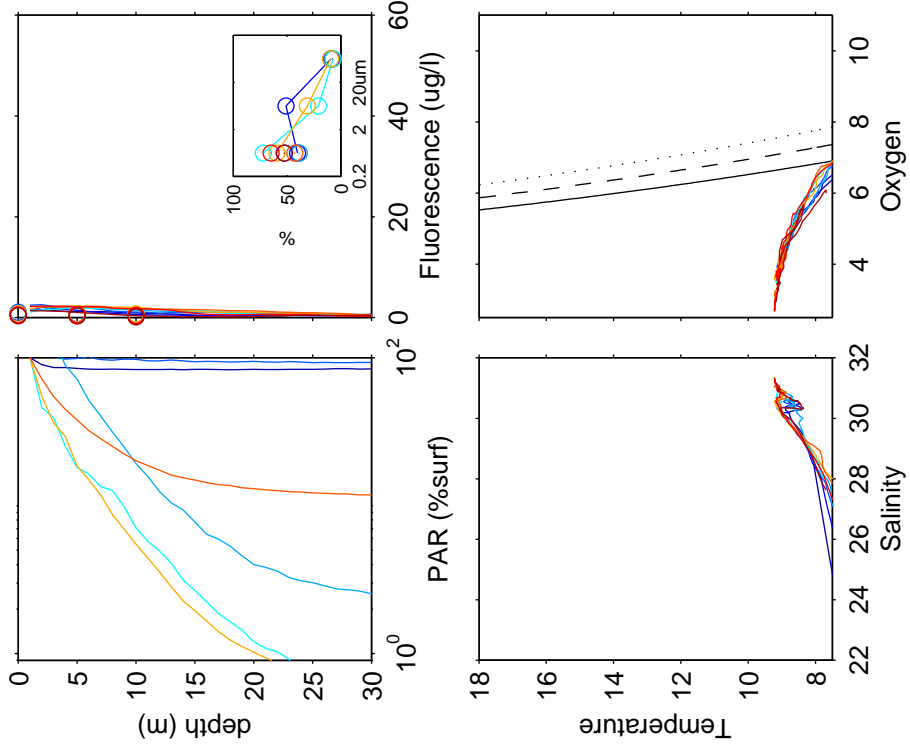 depth (m)
0
5
10
15
20
25
30
10^0
10^2
PAR (%surf)
%
100
50
0
0.2 2 20um
0 20 40 60
Fluorescence (ug/l)
Temperature
18
16
14
12
10
8
22 24 26 28 30 32
Salinity
4 6 8 10
Oxygen